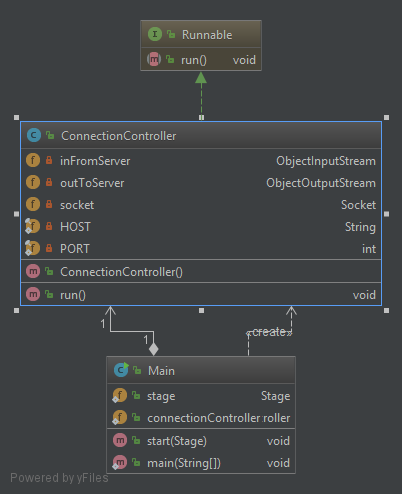 Runnable
run() void
ConnectionController
inFromServer ObjectInputStream
outToServer ObjectOutputStream
socket Socket
HOST String
PORT int
ConnectionController()
run() void
1
«create»
1
Main
stage Stage
connectionController roller
start(Stage) void
main(String[]) void
Powered by yFiles